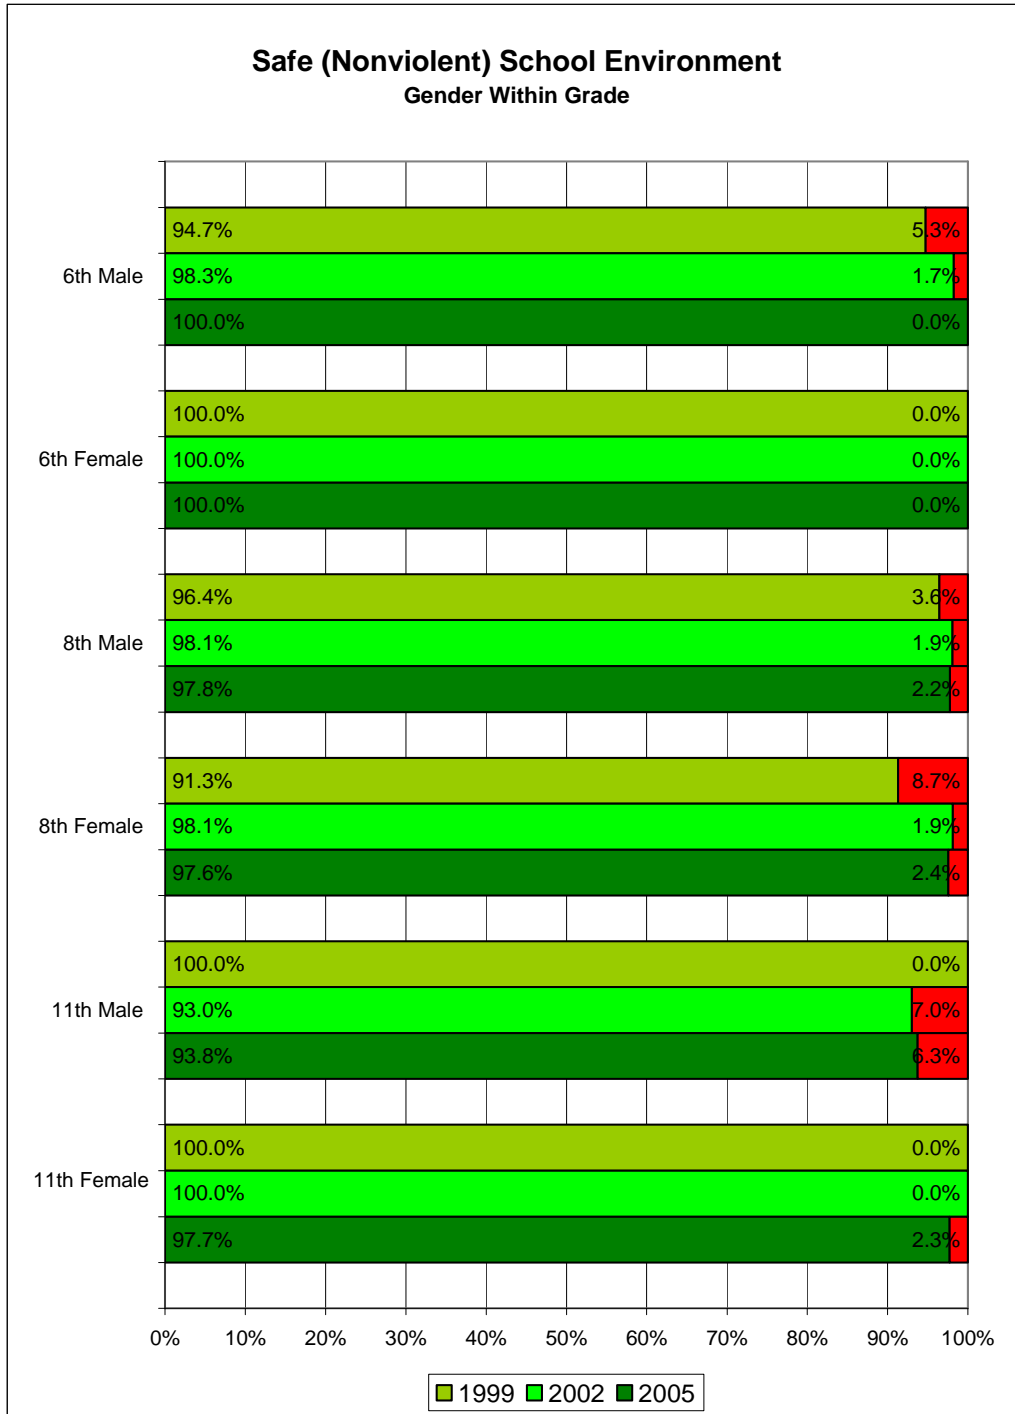 Safe (Nonviolent) School Environment
Gender Within Grade
94.7% 5.3%
6th Male 98.3% 1.7%
100.0% 0.0%
100.0% 0.0%
6th Female 100.0% 0.0%
100.0% 0.0%
96.4% 3.6%
8th Male 98.1% 1.9%
97.8% 2.2%
91.3% 8.7%
8th Female 98.1% 1.9%
97.6% 2.4%
100.0% 0.0%
11th Male 93.0% 7.0%
93.8% 6.3%
100.0% 0.0%
11th Female 100.0% 0.0%
97.7% 2.3%
0% 10% 20% 30% 40% 50% 60% 70% 80% 90% 100%
1999 2002 2005